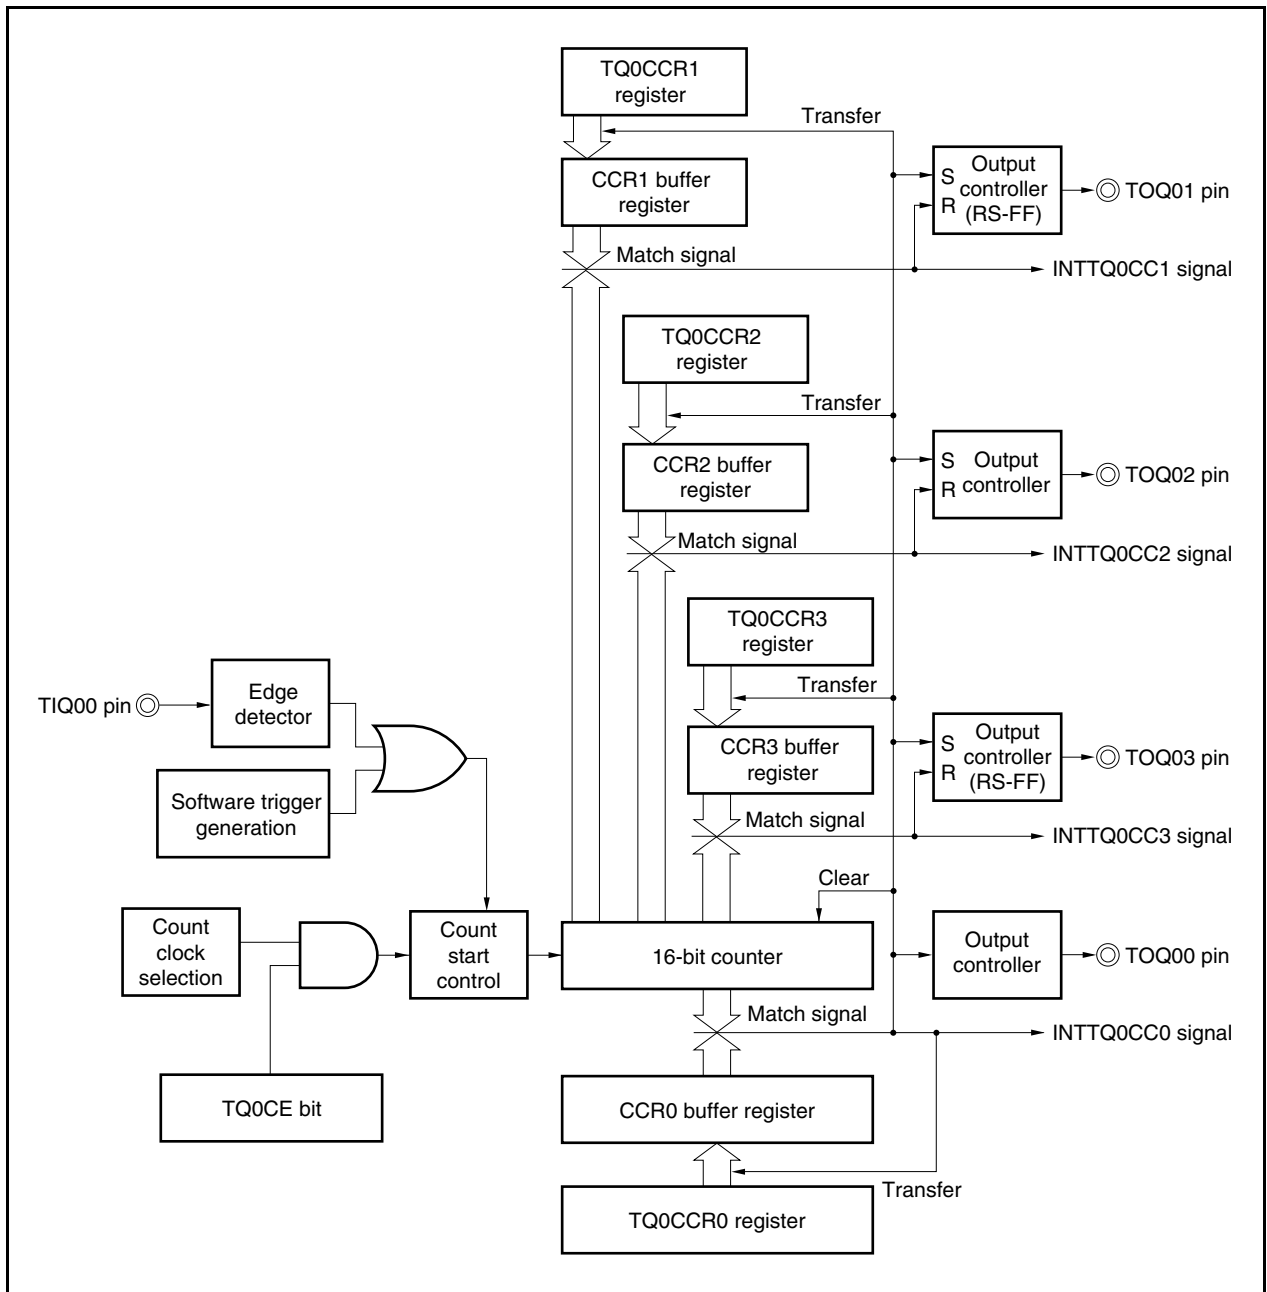 TQ0CCR1
register
Transfer
CCR1 buffer
register
S
R
Output
controller
(RS-FF)
TOQ01 pin
Match signal
INTTQ0CC1 signal
TQ0CCR2
register
Transfer
CCR2 buffer
register
S
R
Output
controller
TOQ02 pin
Match signal
INTTQ0CC2 signal
TQ0CCR3
register
Transfer
TIQ00 pin
Edge
detector
CCR3 buffer
register
S
R
Output
controller
(RS-FF)
TOQ03 pin
Software trigger
generation
Match signal
INTTQ0CC3 signal
Clear
Count
clock
selection
Count
start
control
16-bit counter
Output
controller
TOQ00 pin
Match signal
INTTQ0CC0 signal
TQ0CE bit
CCR0 buffer register
Transfer
TQ0CCR0 register